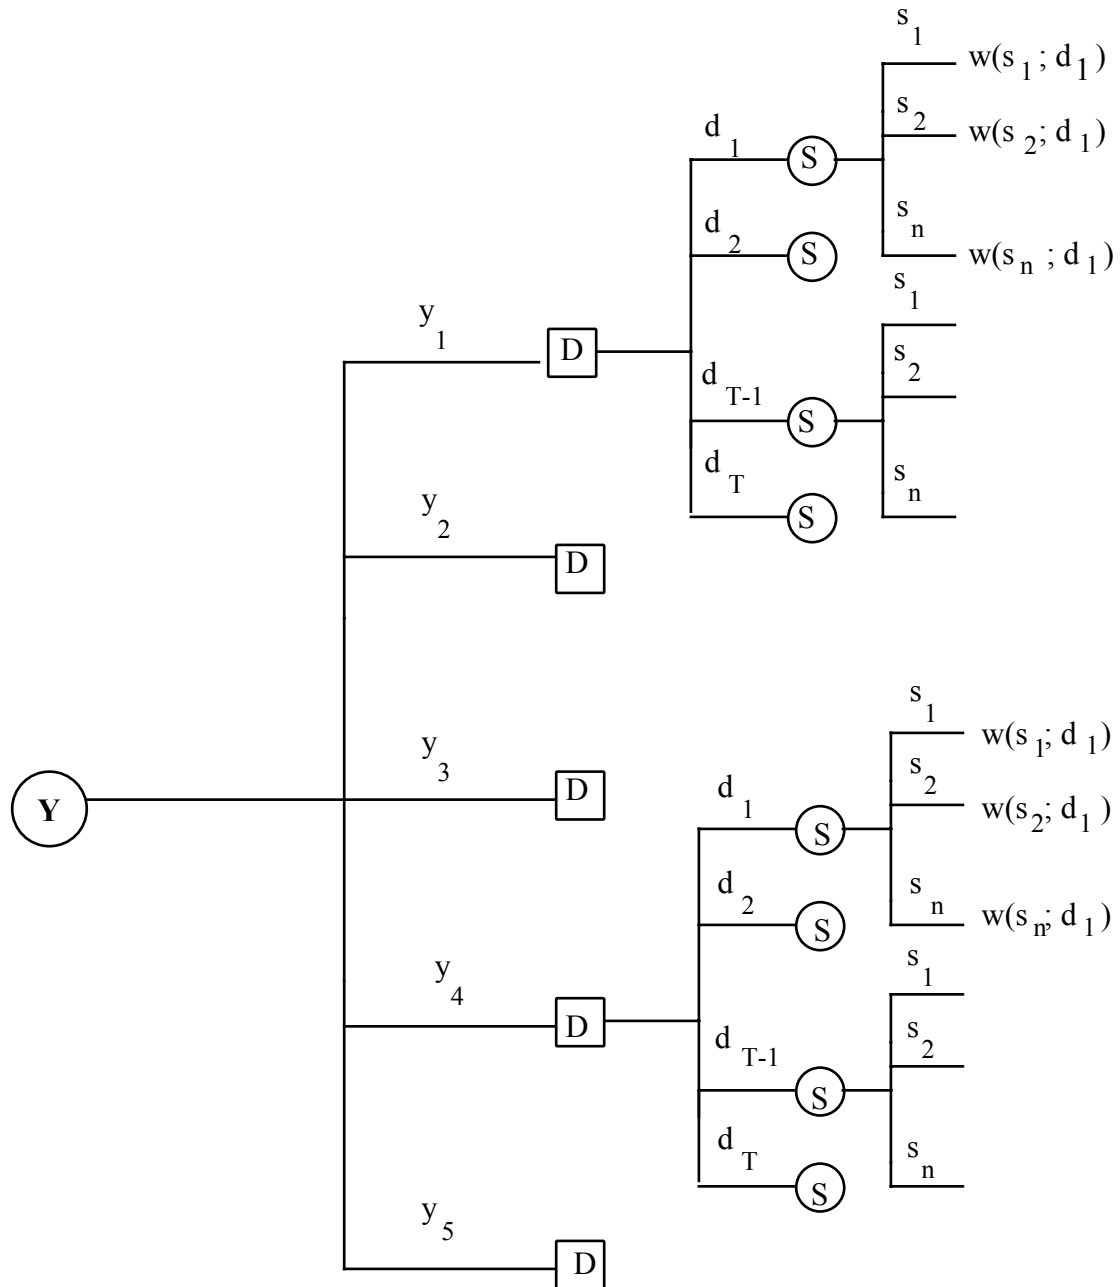 s1
w(s1; d1)
s2
w(s2; d1)
d1
S
sn
w(sn; d1)
d2
S
s1
y1
D
s2
dT-1
S
sn
dT
S
y2
D
s1
w(s1; d1)
y3
D
s2
w(s2; d1)
d1
S
Y
sn
w(sn; d1)
d2
S
s1
y4
D
s2
dT-1
S
sn
dT
S
y5
D